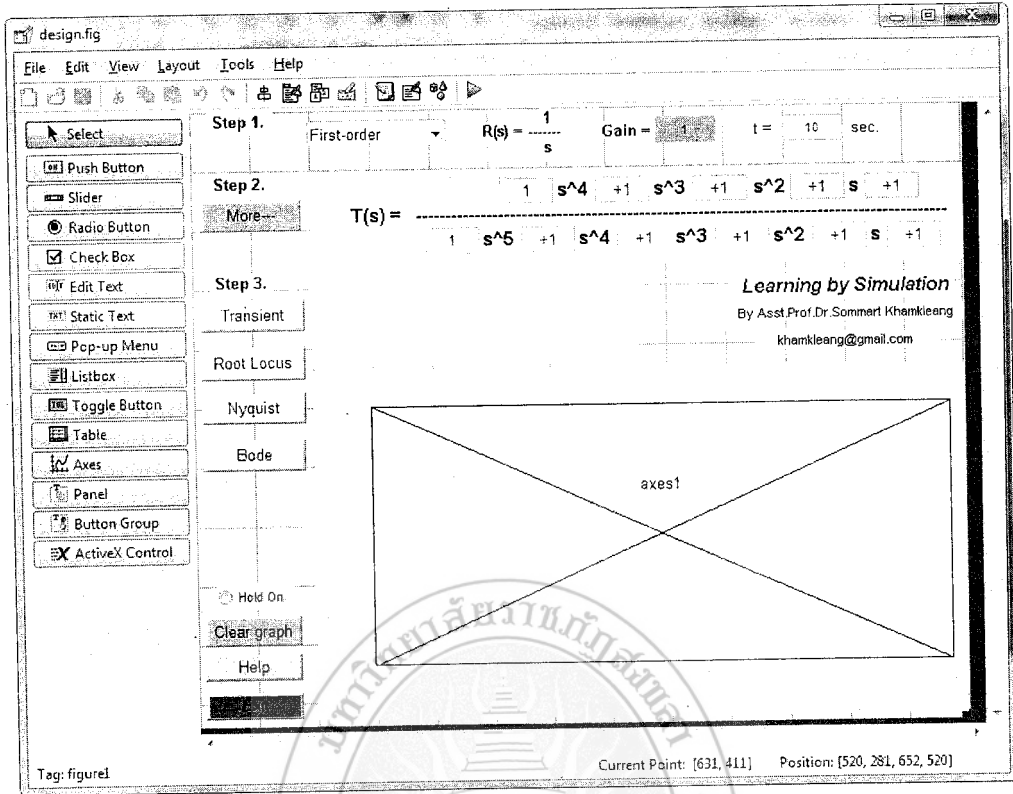 design.fig
File Edit View Layout Tools Help
Select
Push Button
Slider
Radio Button
Check Box
Edit Text
Static Text
Pop-up Menu
Listbox
Toggle Button
Table
Axes
Panel
Button Group
ActiveX Control
Step 1.
First-order
R(s) = 1 ------- s
Gain = 1
t = 10 sec.
Step 2.
More---
1 s^4 +1 s^3 +1 s^2 +1 s +1
T(s) = --------------------------------
1 s^5 +1 s^4 +1 s^3 +1 s^2 +1 s +1
Step 3.
Transient
Root Locus
Nyquist
Bode
Learning by Simulation
By Asst.Prof.Dr.Sommart Khamkleang
khamkleang@gmail.com
axes1
Hold On
Clear graph
Help
Tag: figure1
Current Point: [631, 411]
Position: [520, 281, 652, 520]